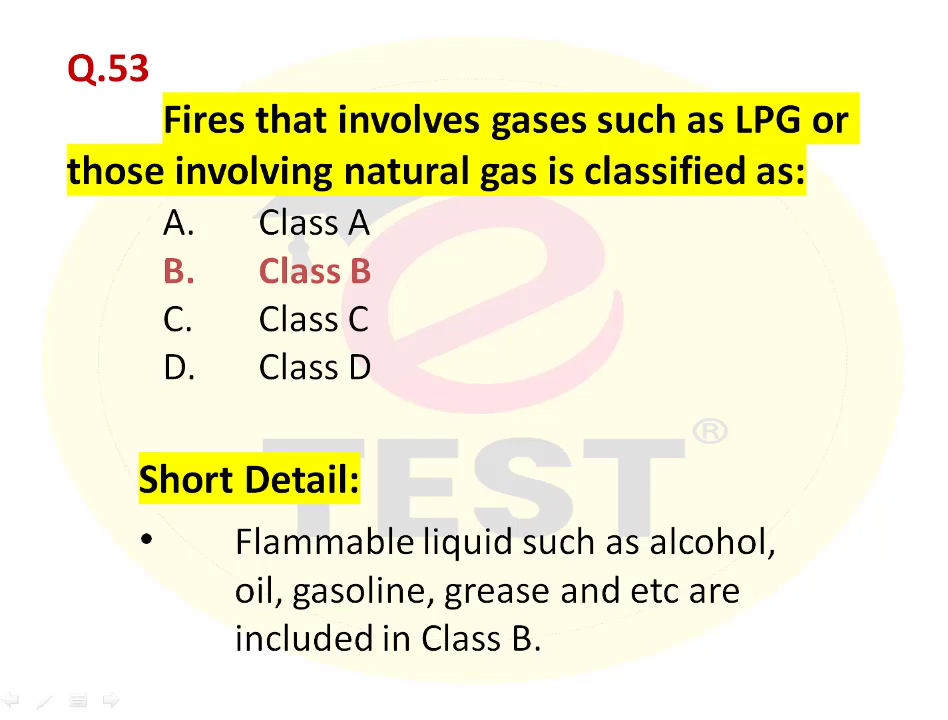 Q.53
Fires that involves gases such as LPG or
those involving natural gas is classified as:
A. Class A
B. Class B
C. Class C
D. Class D
TEST®
Short Detail:
• Flammable liquid such as alcohol,
oil, gasoline, grease and etc are
included in Class B.